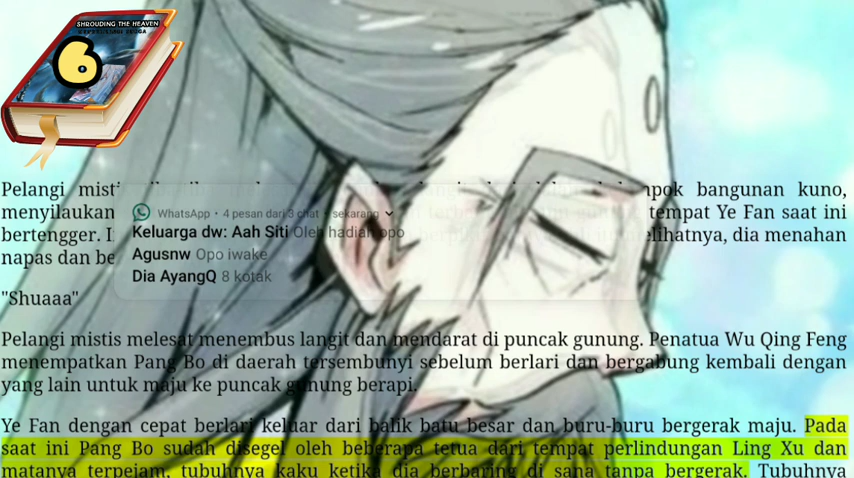 SHROUDING THE HEAVEN
6
Pelangi
bangunan kuno,
menyilaukan tempat Ye Fan saat ini
bertengger. dia menahan
napas dan
WhatsApp • 4 pesan dari 3 chat • sekarang
Keluarga dw: Aah Siti Oleh hadiah opo
Agusnw Opo iwake
Dia AyangQ 8 kotak
"Shuaaa"
Pelangi mistis melesat menembus langit dan mendarat di puncak gunung. Penatua Wu Qing Feng
menempatkan Pang Bo di daerah tersembunyi sebelum berlari dan bergabung kembali dengan
yang lain untuk maju ke puncak gunung berapi.
Ye Fan dengan cepat berlari keluar dari balik batu besar dan buru-buru bergerak maju. Pada
saat ini Pang Bo sudah disegel oleh beberapa tetua dari tempat perlindungan Ling Xu dan
matanya terpejam, tubuhnya kaku ketika dia berbaring di sana tanpa bergerak. Tubuhnya